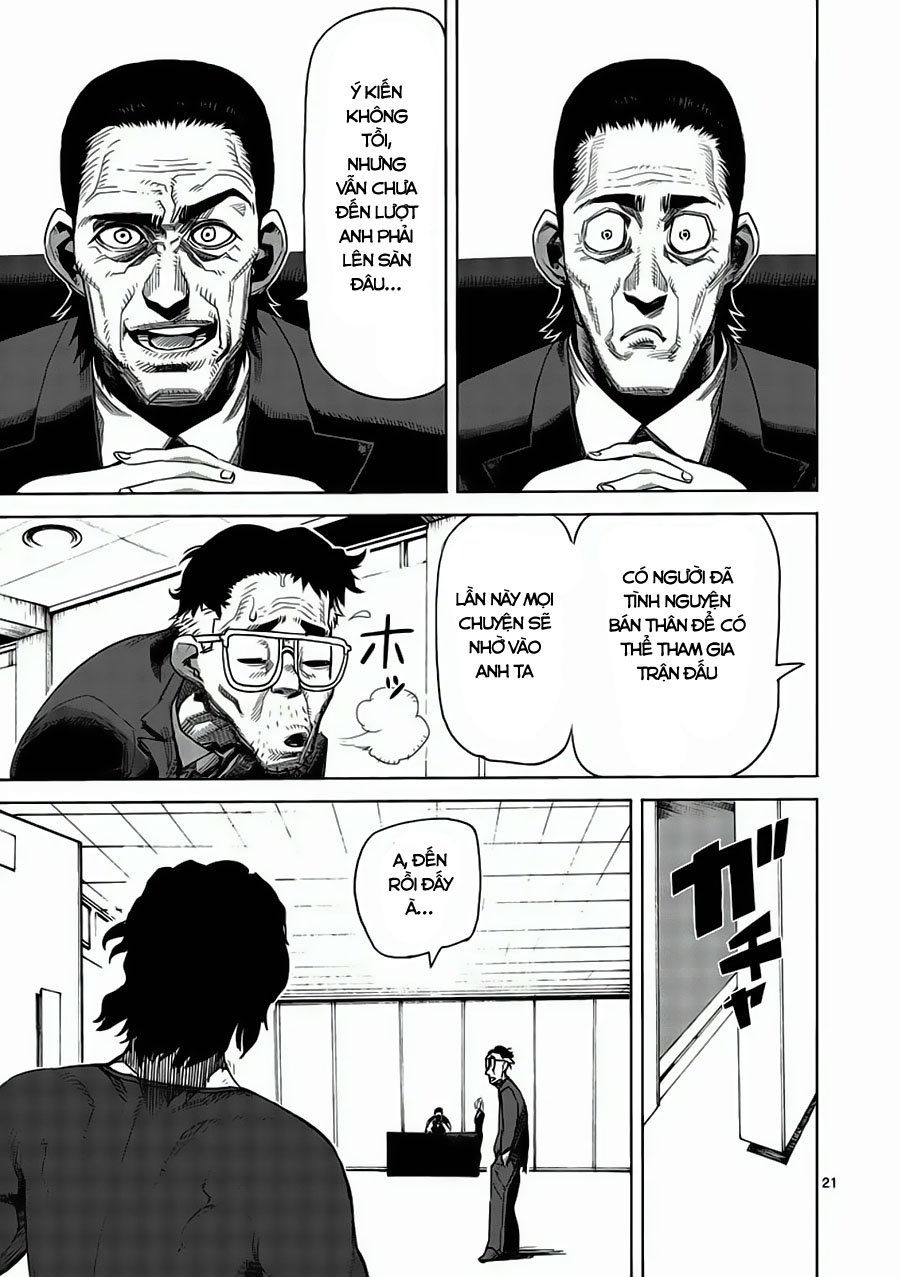 Ý KIẾN
KHÔNG
TỒI,
NHƯNG
VẪN CHƯA
ĐẾN LƯỢT
ANH PHẢI
LÊN SÀN
ĐÂU...
CÓ NGƯỜI ĐÃ
TÌNH NGUYỆN
BÁN THÂN ĐỂ CÓ
THỂ THAM GIA
TRẬN ĐẤU
LẦN NÀY MỌI
CHUYỆN SẼ
NHỜ VÀO
ANH TA
ホッ
ガチャ
A, ĐẾN
RỒI ĐẤY
À...
21